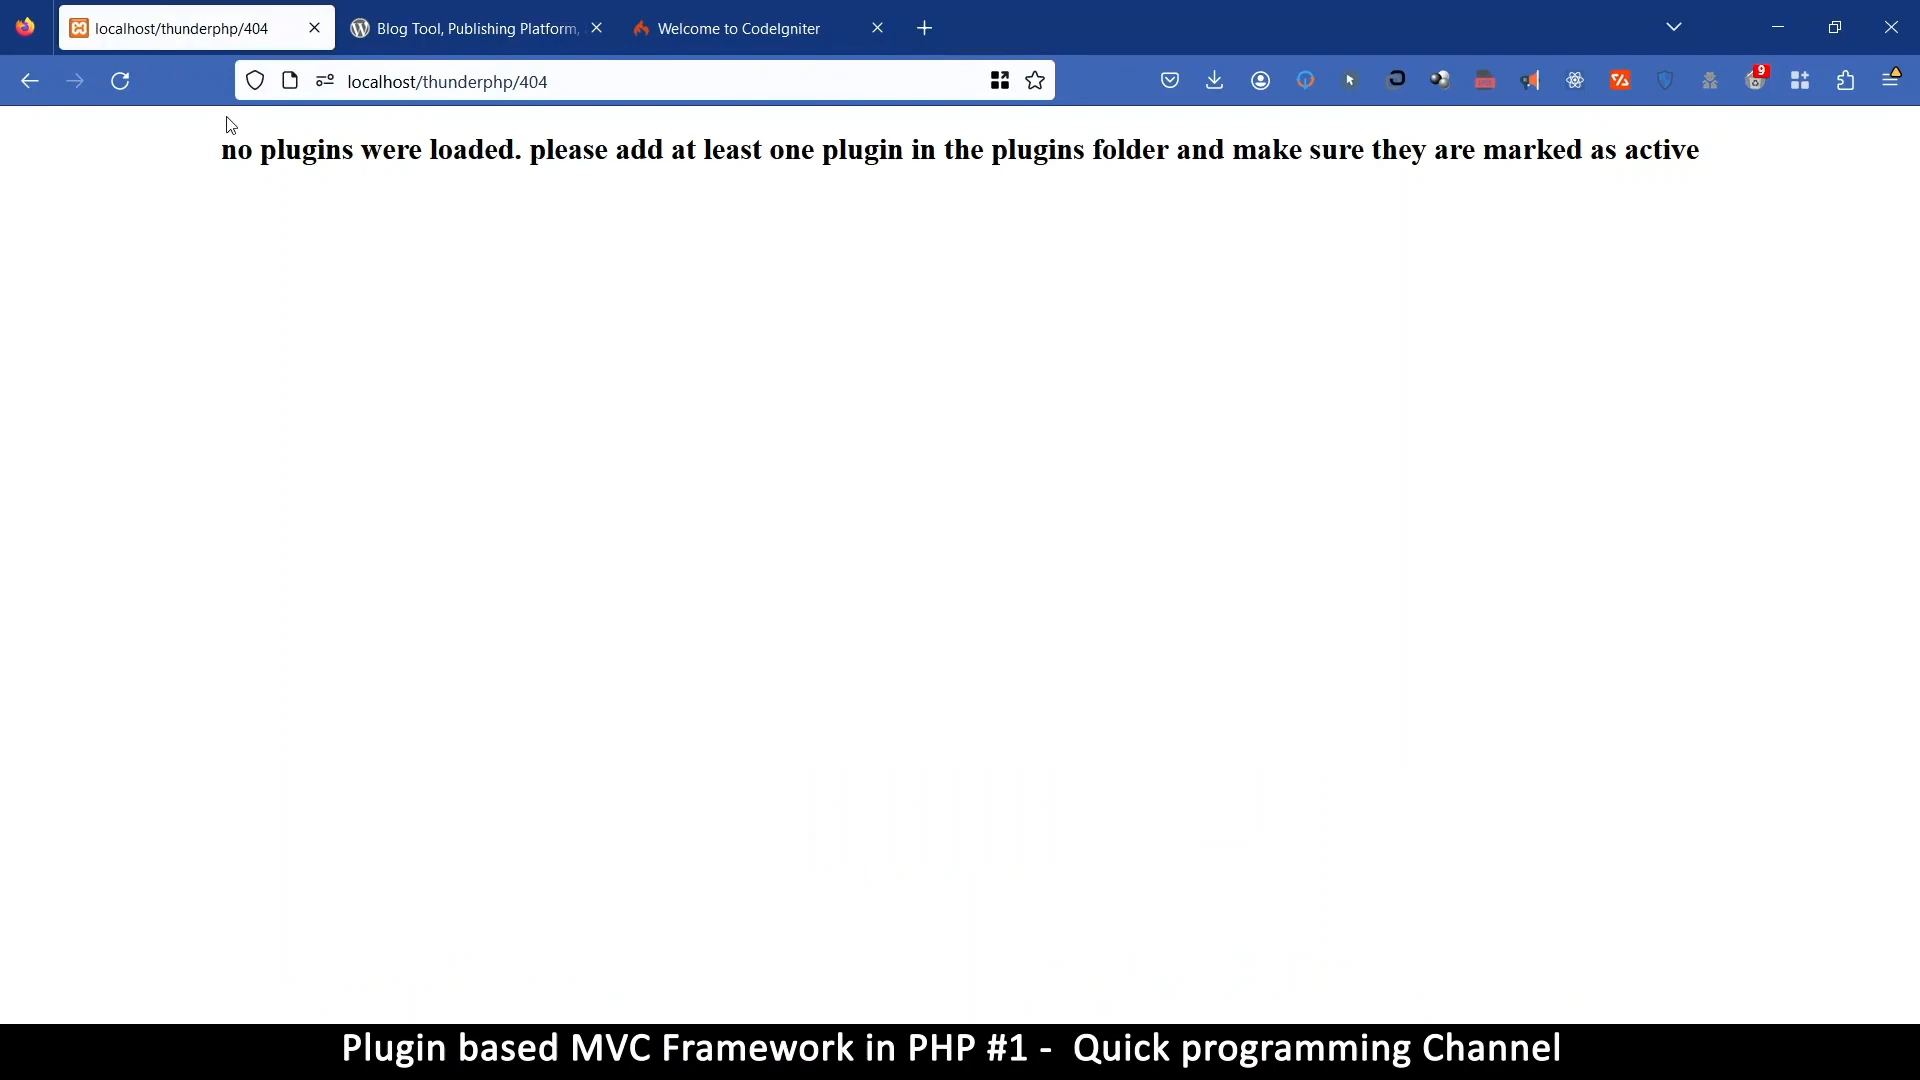 localhost/thunderphp/404
Blog Tool, Publishing Platform,
Welcome to CodeIgniter
localhost/thunderphp/404
9
no plugins were loaded. please add at least one plugin in the plugins folder and make sure they are marked as active
Plugin based MVC Framework in PHP #1 - Quick programming Channel